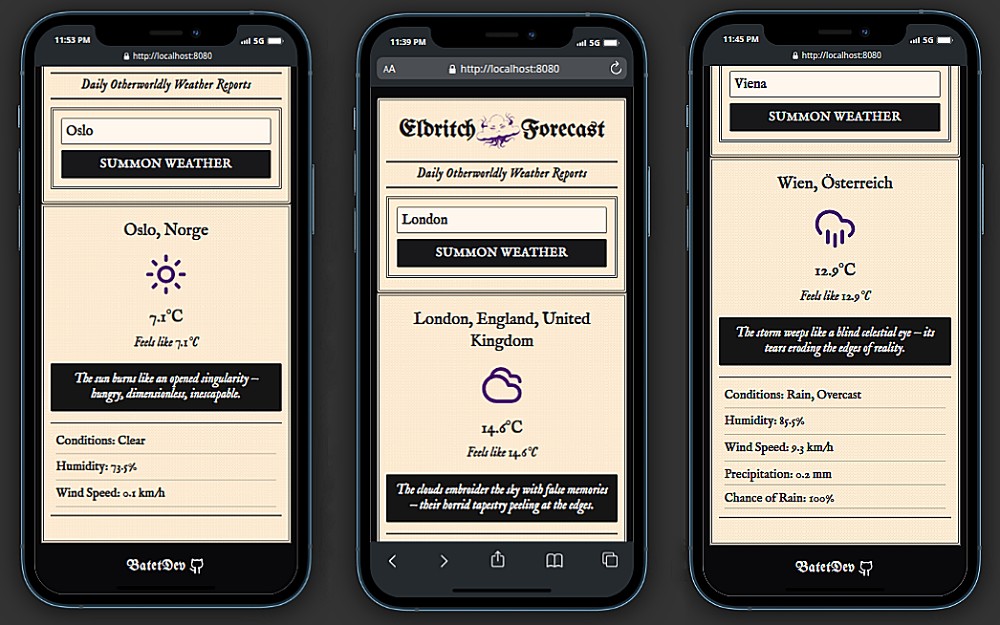 11:53 PM
5G
http://localhost:8080
Daily Otherworldly Weather Reports
Oslo
SUMMON WEATHER
Oslo, Norge
7.1°C
Feels like 7.1°C
The sun burns like an opened singularity –
hungry, dimensionless, inescapable.
Conditions: Clear
Humidity: 73.5%
Wind Speed: 0.1 km/h
BatetDev
11:39 PM
5G
AA
http://localhost:8080
Eldritch Forecast
Daily Otherworldly Weather Reports
London
SUMMON WEATHER
London, England, United
Kingdom
14.6°C
Feels like 14.6°C
The clouds embroider the sky with false memories
– their horrid tapestry peeling at the edges.
11:45 PM
5G
http://localhost:8080
Viena
SUMMON WEATHER
Wien, Österreich
12.9°C
Feels like 12.9°C
The storm weeps like a blind celestial eye – its
tears eroding the edges of reality.
Conditions: Rain, Overcast
Humidity: 85.5%
Wind Speed: 9.3 km/h
Precipitation: 0.2 mm
Chance of Rain: 100%
BatetDev